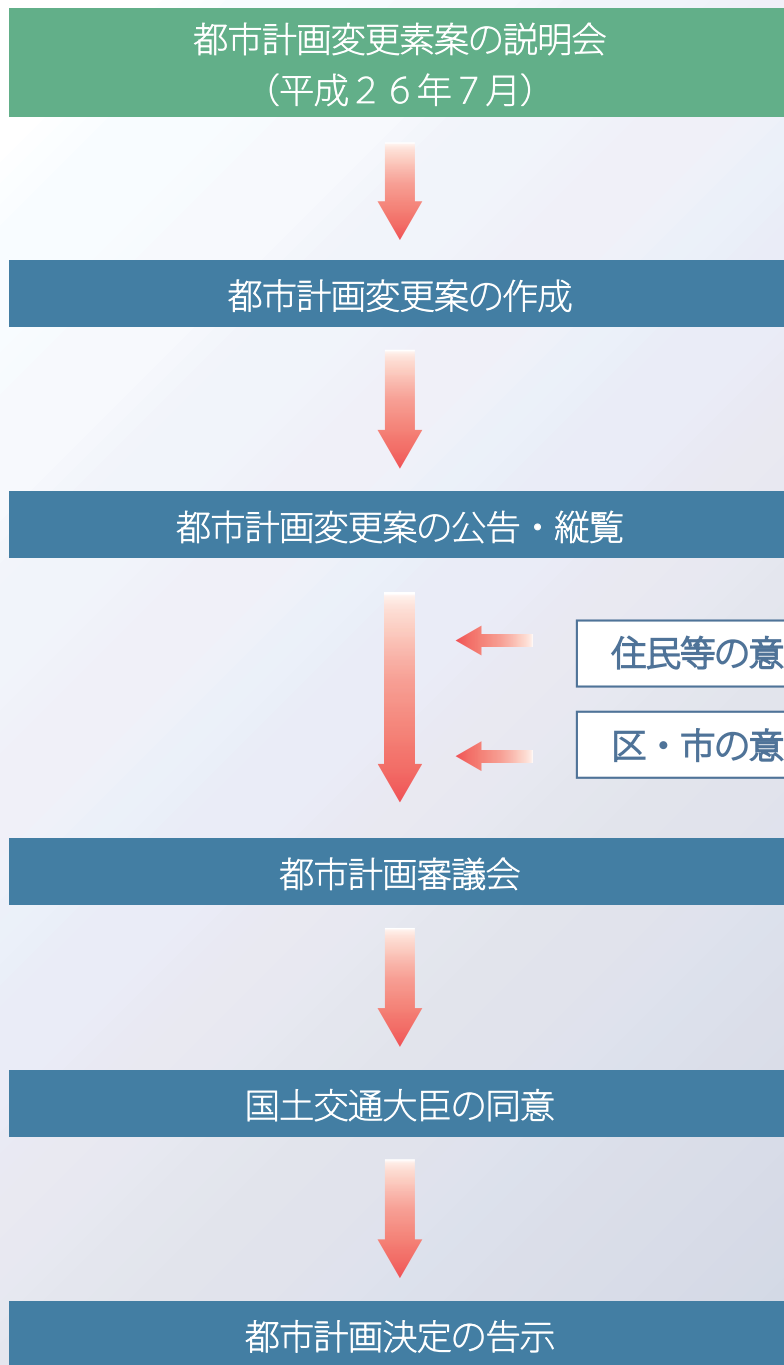 都市計画変更素案の説明会
（平成２６年７月）
都市計画変更案の作成
都市計画変更案の公告・縦覧
住民等の意
区・市の意
都市計画審議会
国土交通大臣の同意
都市計画決定の告示